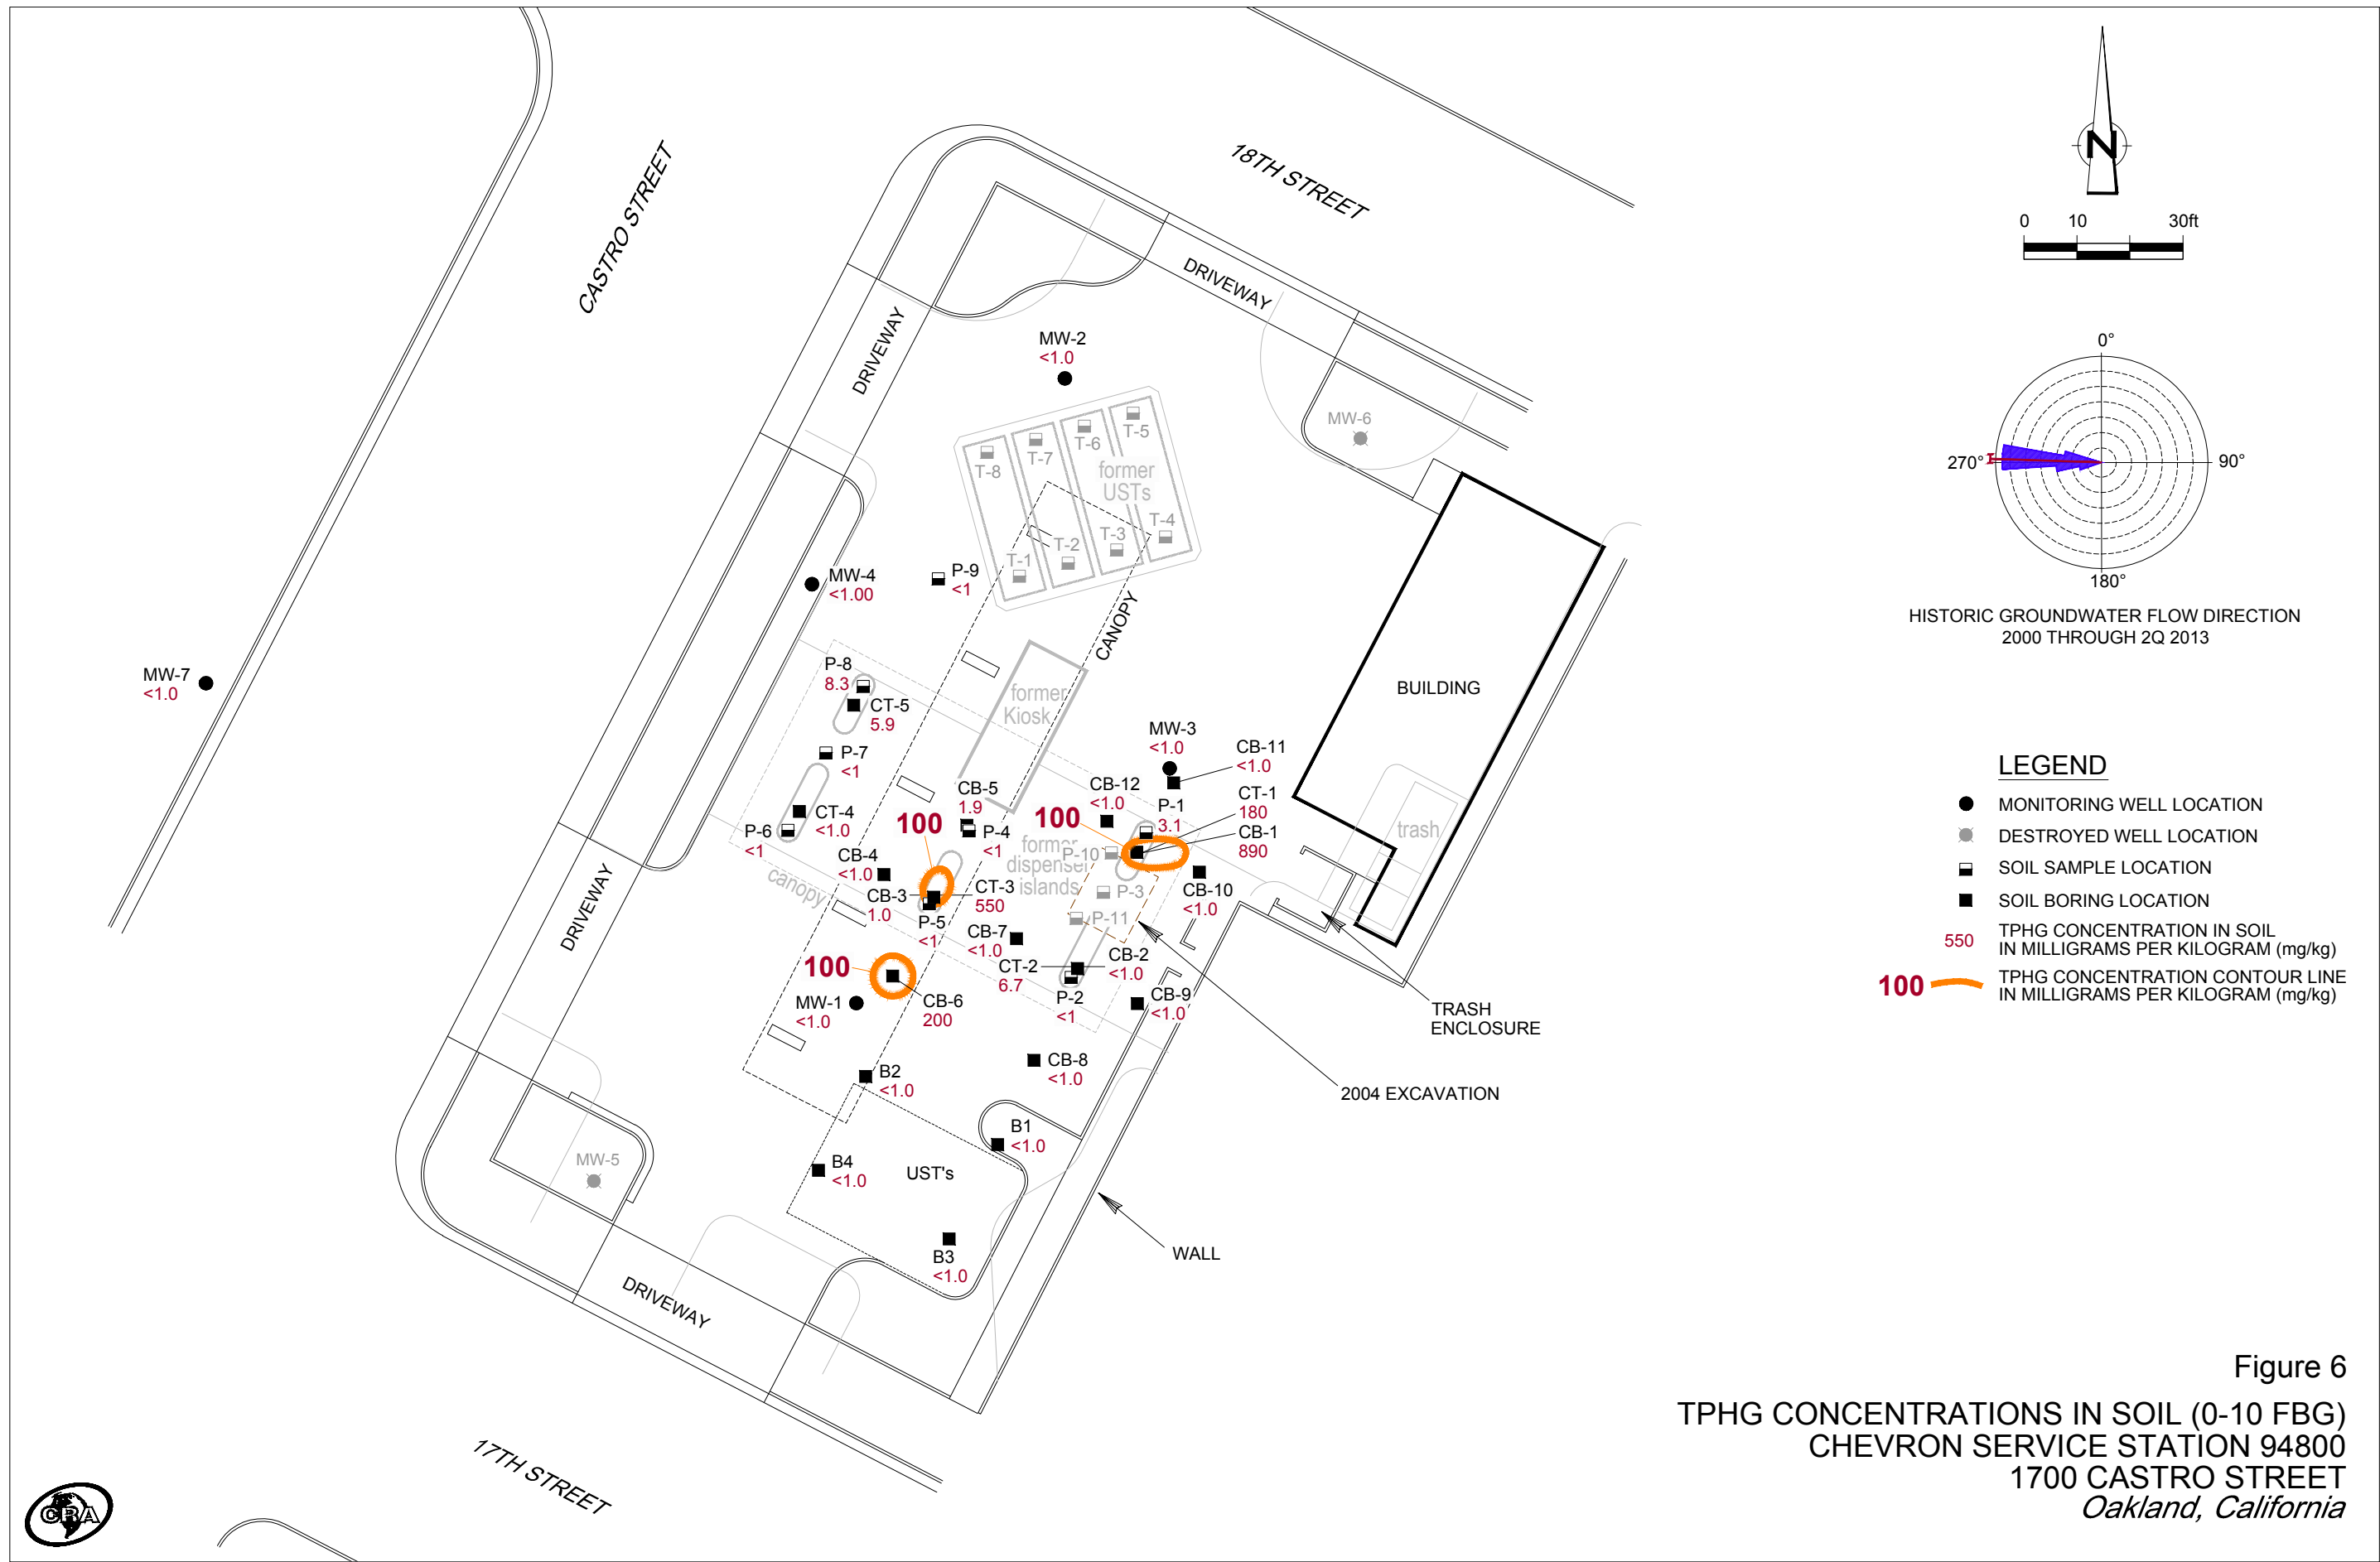 18TH STREET
CASTRO STREET
DRIVEWAY
DRIVEWAY
MW-2
<1.0
MW-6
T-5
T-6
T-7
T-8
former
USTs
T-4
T-3
T-2
T-1
MW-4
<1.00
P-9
<1
CANOPY
MW-7
<1.0
P-8
8.3
CT-5
5.9
former
Kiosk
BUILDING
P-7
<1
MW-3
<1.0
CB-11
<1.0
CB-5
1.9
CB-12
<1.0
CT-1
180
P-1
3.1
CT-4
<1.0
P-6
<1
100
P-4
<1
100
CB-1
890
trash
former
dispenser
islands
P-10
CB-4
<1.0
canopy
CB-3
1.0
CT-3
550
P-3
CB-10
<1.0
P-5
<1
P-11
CB-7
<1.0
DRIVEWAY
100
CT-2
6.7
CB-2
<1.0
MW-1
<1.0
CB-6
200
P-2
<1
CB-9
<1.0
TRASH
ENCLOSURE
B2
<1.0
CB-8
<1.0
2004 EXCAVATION
B1
<1.0
MW-5
B4
<1.0
UST's
B3
<1.0
WALL
DRIVEWAY
17TH STREET
CRA
N
0 10 30ft
0°
270°
90°
180°
HISTORIC GROUNDWATER FLOW DIRECTION
2000 THROUGH 2Q 2013
LEGEND
MONITORING WELL LOCATION
DESTROYED WELL LOCATION
SOIL SAMPLE LOCATION
SOIL BORING LOCATION
550 TPHG CONCENTRATION IN SOIL
IN MILLIGRAMS PER KILOGRAM (mg/kg)
100 TPHG CONCENTRATION CONTOUR LINE
IN MILLIGRAMS PER KILOGRAM (mg/kg)
Figure 6
TPHG CONCENTRATIONS IN SOIL (0-10 FBG)
CHEVRON SERVICE STATION 94800
1700 CASTRO STREET
Oakland, California